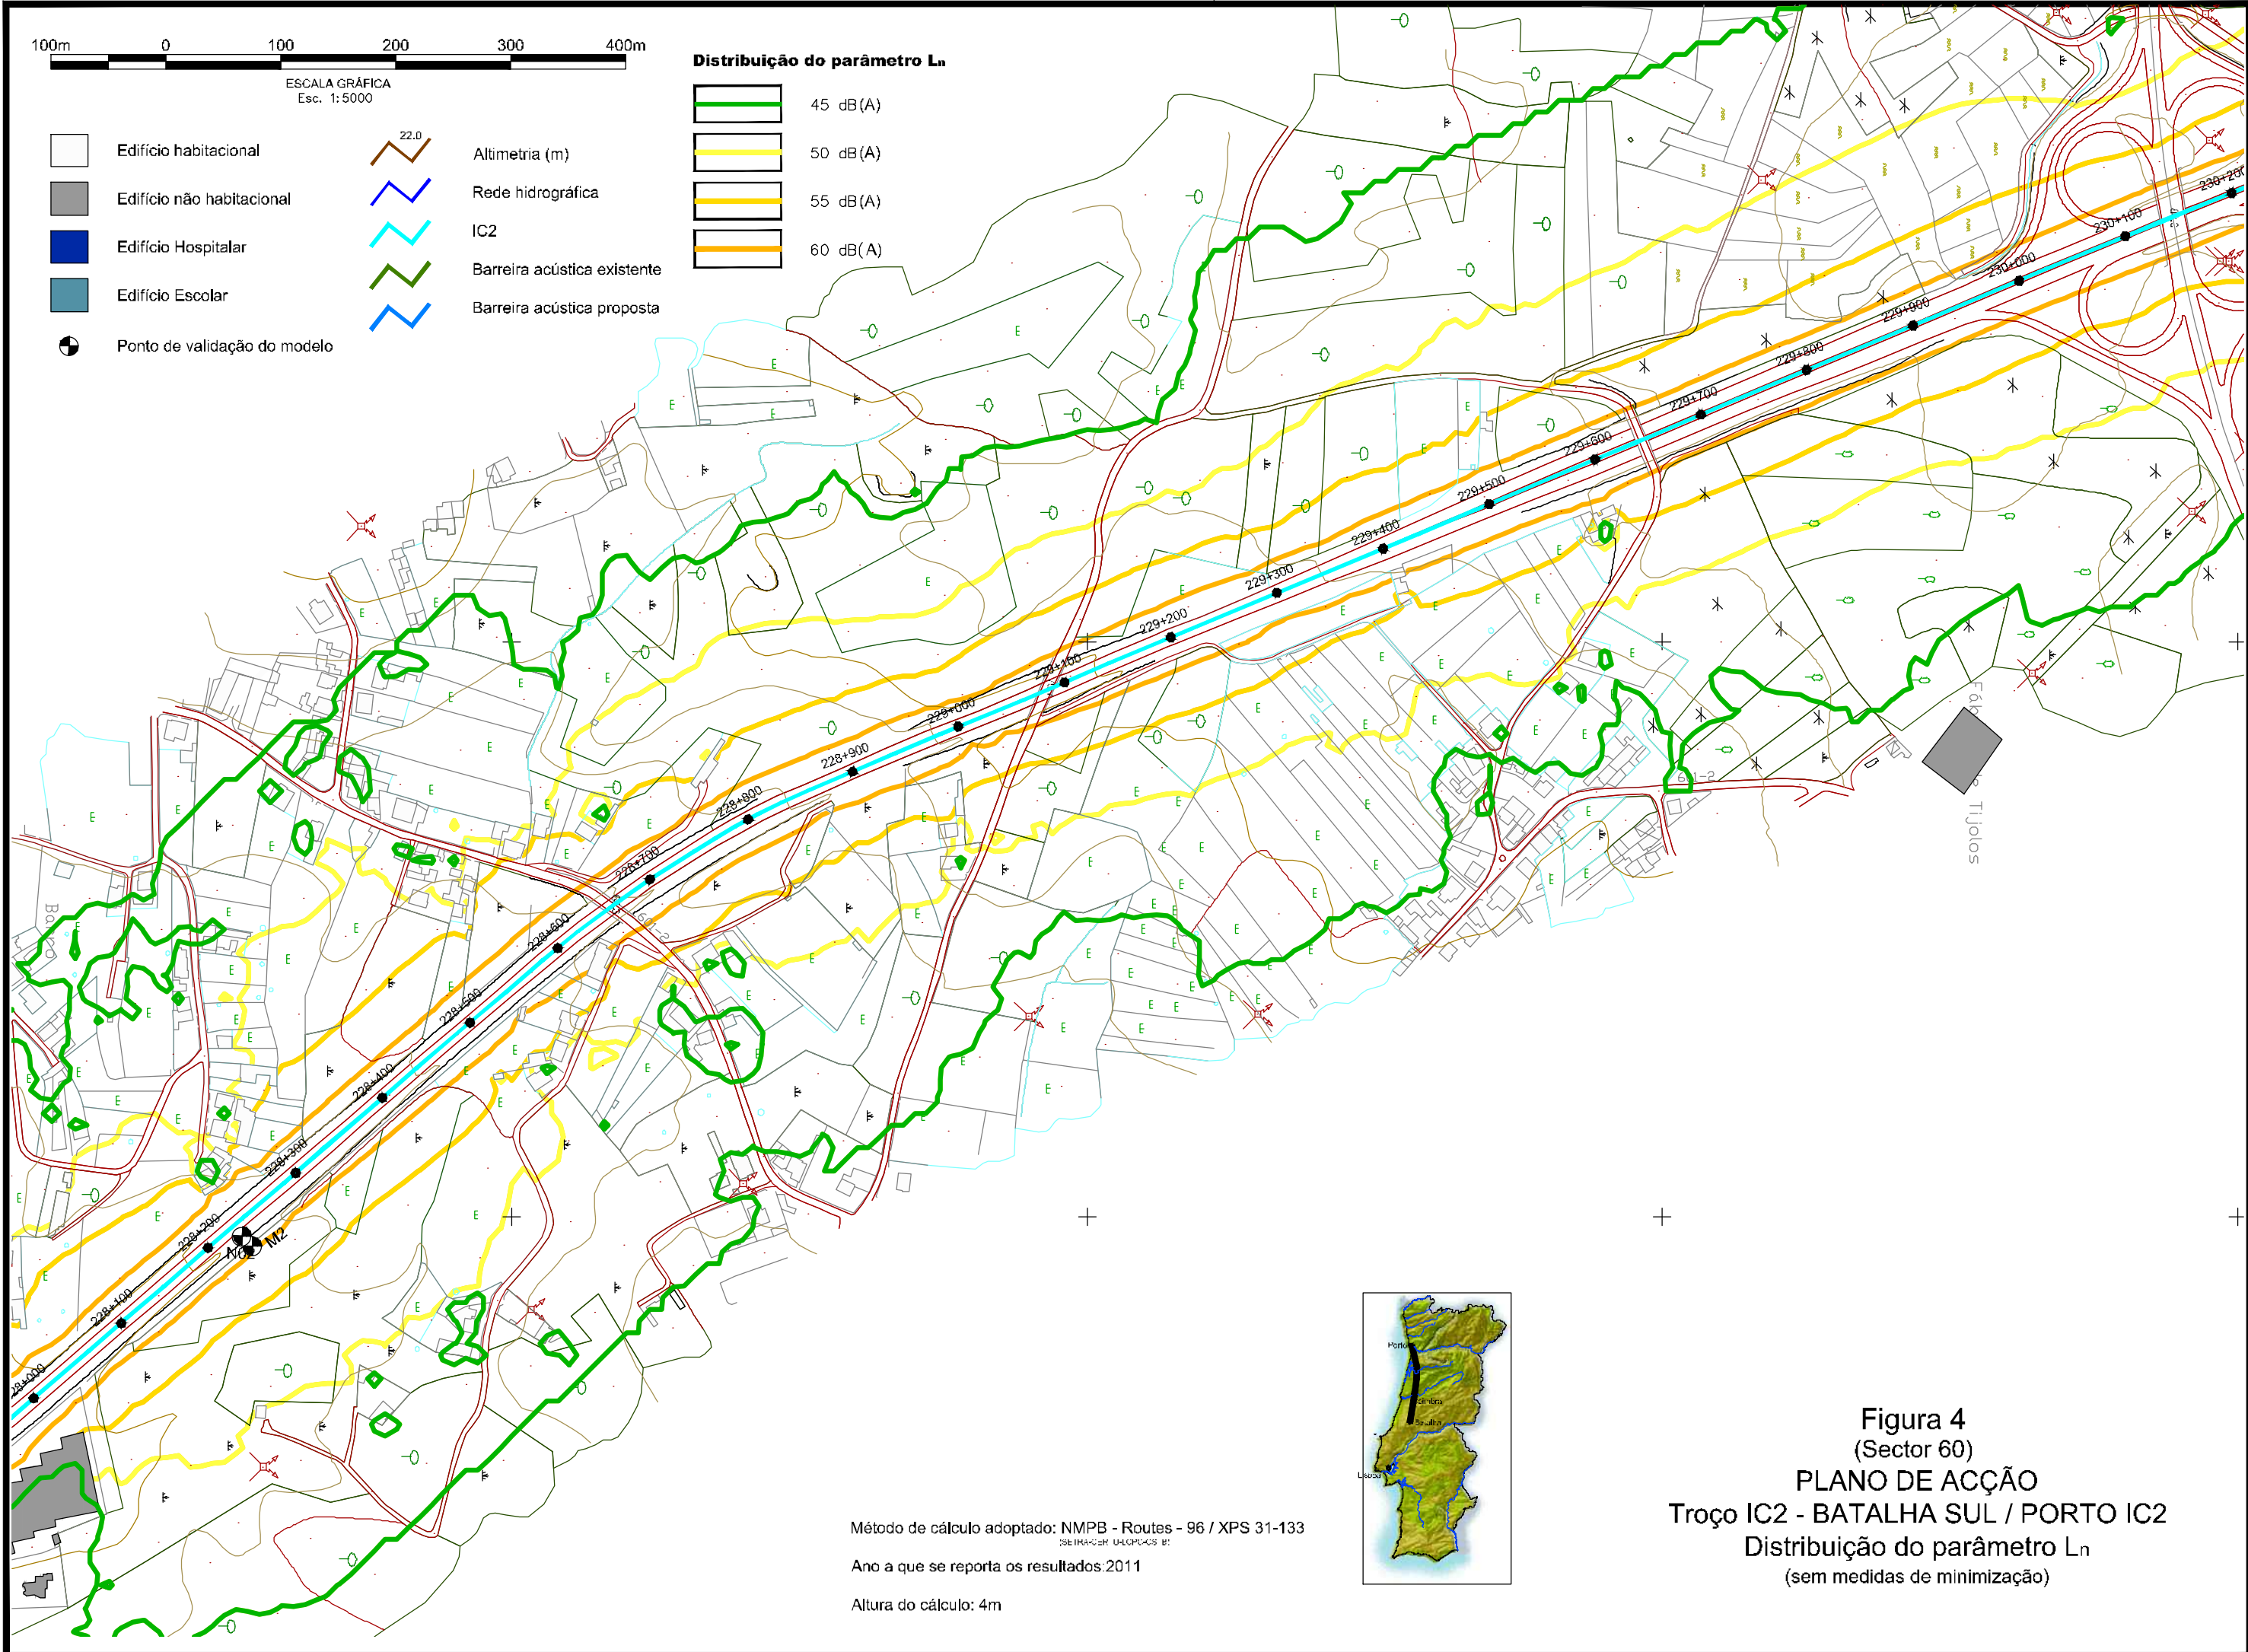 100m 0 100 200 300 400m
ESCALA GRÁFICA
Esc. 1:5000
Edifício habitacional
Edifício não habitacional
Edifício Hospitalar
Edifício Escolar
Ponto de validação do modelo
22.0
Altimetria (m)
Rede hidrográfica
IC2
Barreira acústica existente
Barreira acústica proposta
Distribuição do parâmetro Ln
45 dB(A)
50 dB(A)
55 dB(A)
60 dB(A)
230+200
230+100
230+000
229+900
229+800
229+700
229+600
229+500
229+400
229+300
229+200
229+100
229+000
228+900
228+800
228+700
228+600
228+500
228+400
228+300
228+200
228+100
28+000
M2
Tijolos
Porto
Batalha
Lisboa
Método de cálculo adoptado: NMPB - Routes - 96 / XPS 31-133
Ano a que se reporta os resultados:2011
Altura do cálculo: 4m
Figura 4
(Sector 60)
PLANO DE ACÇÃO
Troço IC2 - BATALHA SUL / PORTO IC2
Distribuição do parâmetro Ln
(sem medidas de minimização)